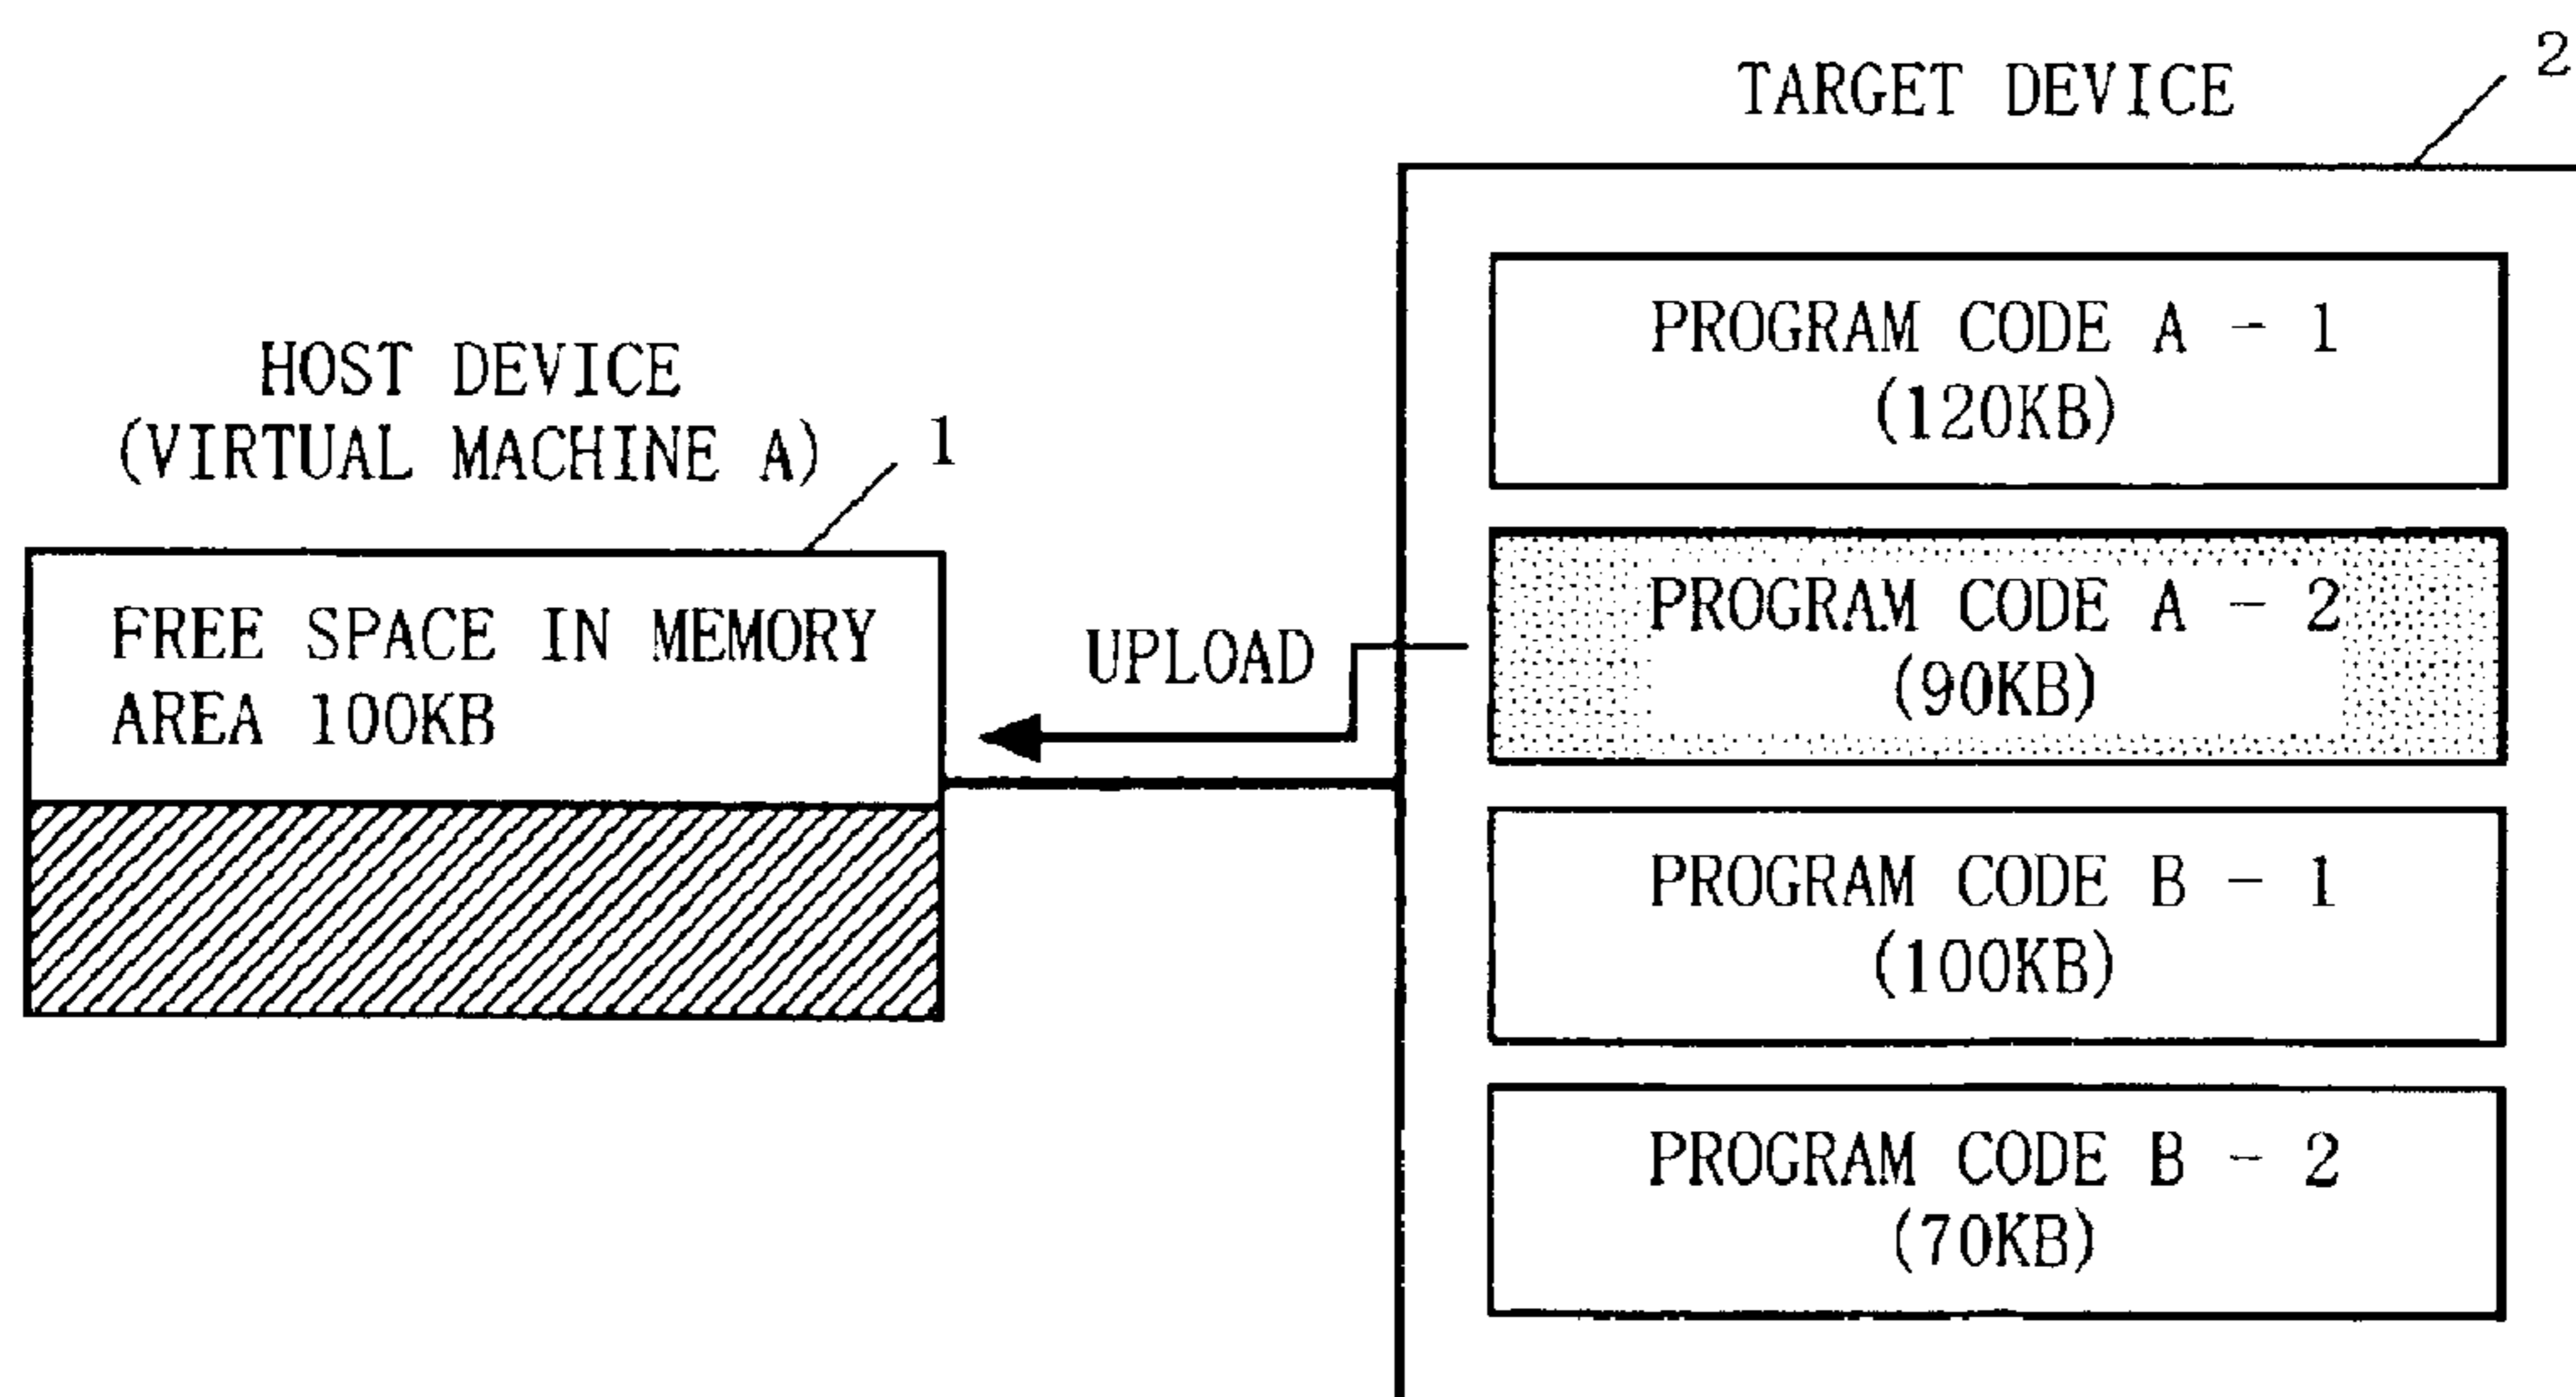 2
TARGET DEVICE
HOST DEVICE
(VIRTUAL MACHINE A)
1
FREE SPACE IN MEMORY
AREA 100KB
UPLOAD
PROGRAM CODE A - 1
(120KB)
PROGRAM CODE A - 2
(90KB)
PROGRAM CODE B - 1
(100KB)
PROGRAM CODE B - 2
(70KB)